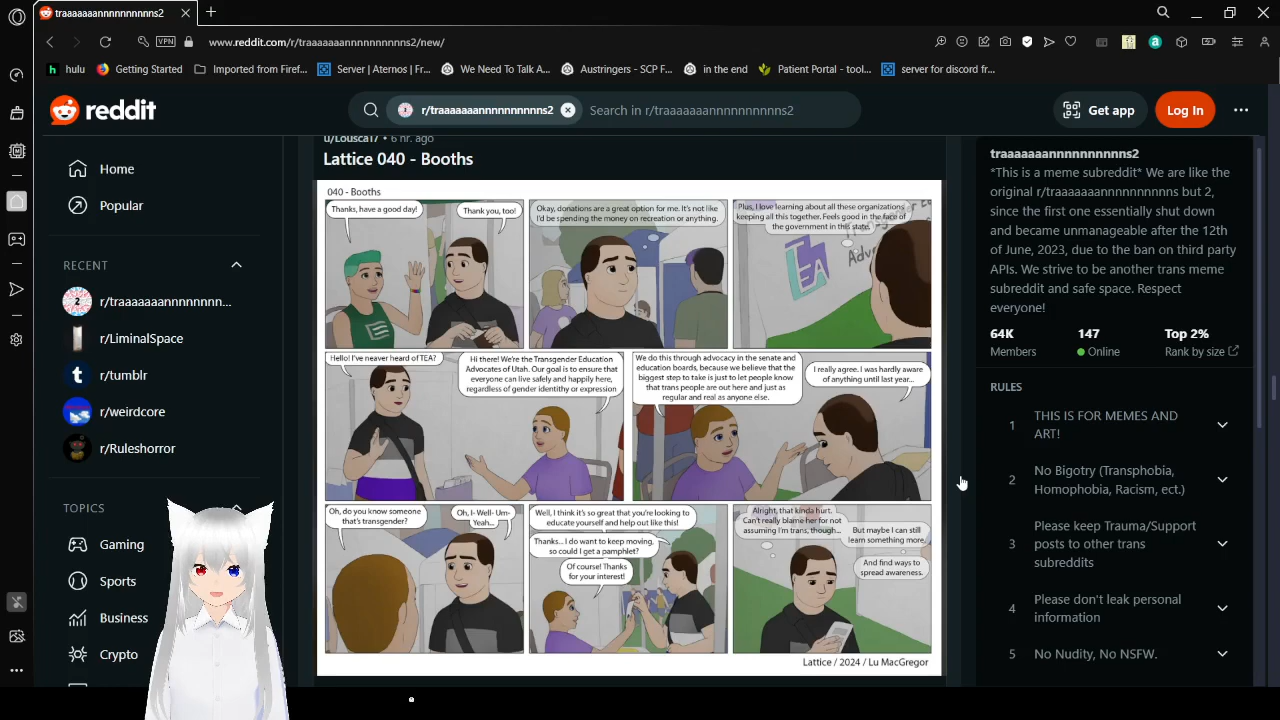 traaaaaaannnnnnnnnns2
VPN
www.reddit.com/r/traaaaaaannnnnnnnnns2/new/
hulu
Getting Started
Imported from Firef...
Server | Aternos | Fr...
We Need To Talk A...
Austringers - SCP F...
in the end
Patient Portal - tool...
server for discord fr...
reddit
r/traaaaaaannnnnnnnnns2
Search in r/traaaaaaannnnnnnnnns2
Get app
Log In
Home
Popular
RECENT
r/traaaaaaannnnnnn...
r/LiminalSpace
r/tumblr
r/weirdcore
r/Ruleshorror
TOPICS
Gaming
Sports
Business
Crypto
u/Lousca17 • 6 hr. ago
Lattice 040 - Booths
040 - Booths
Thanks, have a good day!
Thank you, too!
Okay, donations are a great option for me. It's not like
I'd be spending the money on recreation or anything.
Plus, I love learning about all these organizations
keeping all this together. Feels good in the face of
the government in this state.
TEA
Hello! I've neaver heard of TEA?
Hi there! We're the Transgender Education
Advocates of Utah. Our goal is to ensure that
everyone can live safely and happily here,
regardless of gender identithy or expression
We do this through advocacy in the senate and
education boards, because we believe that the
biggest step to take is just to let people know
that trans people are out here and just as
regular and real as anyone else.
I really agree. I was hardly aware
of anything until last year...
Oh, do you know someone
that's transgender?
Oh, I- Well- Um-
Yeah...
Well, I think it's so great that you're looking to
educate yourself and help out like this!
Thanks... I do want to keep moving,
so could I get a pamphlet?
Of course! Thanks
for your interest!
Alright, that kinda hurt.
Can't really blame her for not
assuming I'm trans, though...
But maybe I can still
learn something more.
And find ways to
spread awareness.
Lattice / 2024 / Lu MacGregor
traaaaaaannnnnnnnnns2
*This is a meme subreddit* We are like the
original r/traaaaaaannnnnnnnnns but 2,
since the first one essentially shut down
and became unmanageable after the 12th
of June, 2023, due to the ban on third party
APIs. We strive to be another trans meme
subreddit and safe space. Respect
everyone!
64K
Members
147
Online
Top 2%
Rank by size
RULES
1
THIS IS FOR MEMES AND
ART!
2
No Bigotry (Transphobia,
Homophobia, Racism, ect.)
3
Please keep Trauma/Support
posts to other trans
subreddits
4
Please don't leak personal
information
5
No Nudity, No NSFW.